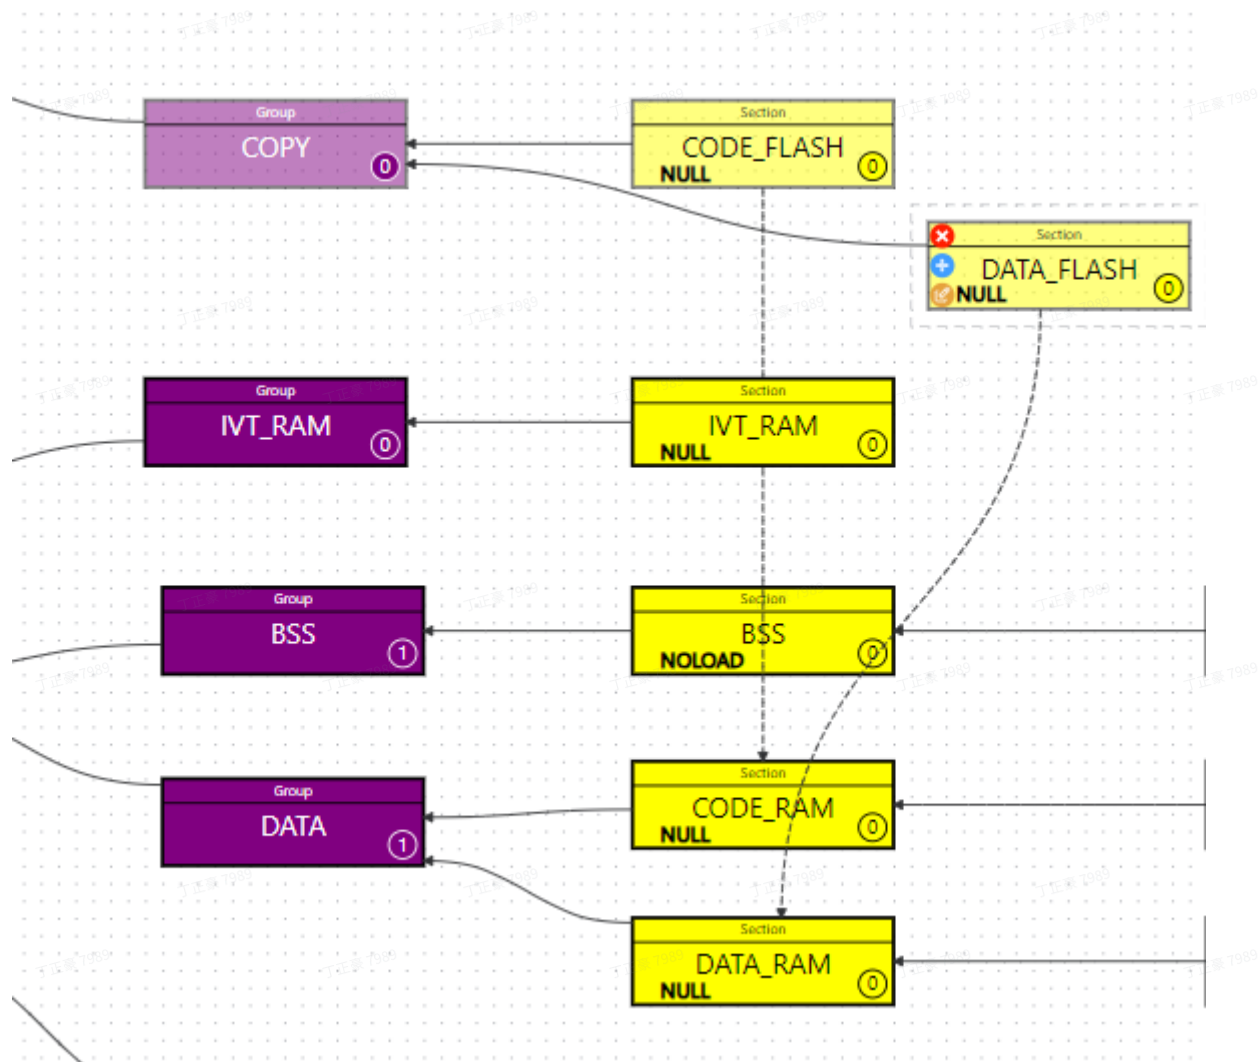 Group
COPY
0
Section
CODE_FLASH
NULL
0
Section
DATA_FLASH
NULL
0
Group
IVT_RAM
0
Section
IVT_RAM
NULL
0
Group
BSS
1
Section
BSS
NOLOAD
0
Group
DATA
1
Section
CODE_RAM
NULL
0
Section
DATA_RAM
NULL
0